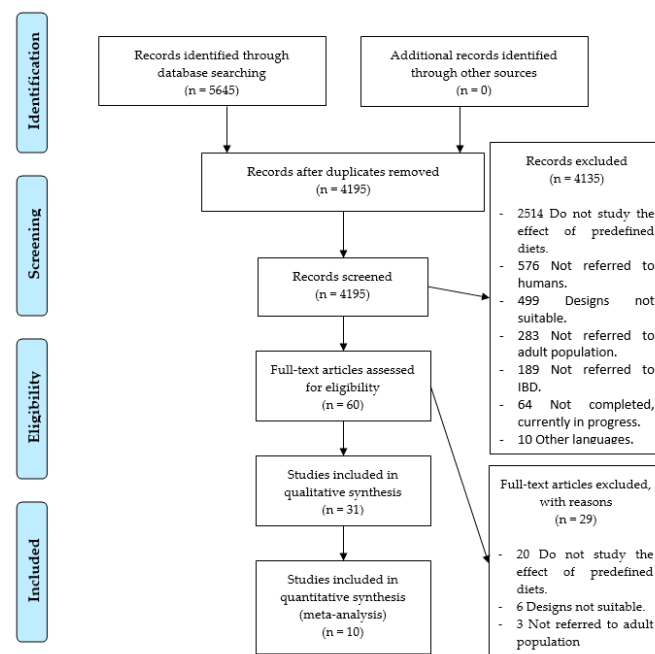 Identification
Records identified through
database searching
(n = 5645)
Additional records identified
through other sources
(n = 0)
Records after duplicates removed
(n = 4195)
Screening
Records screened
(n = 4195)
Records excluded
(n = 4135)
- 2514 Do not study the
effect of predefined
diets.
- 576 Not referred to
humans.
- 499 Designs not
suitable.
- 283 Not referred to
adult population.
- 189 Not referred to
IBD.
- 64 Not completed,
currently in progress.
- 10 Other languages.
Eligibility
Full-text articles assessed
for eligibility
(n = 60)
Studies included in
qualitative synthesis
(n = 31)
Full-text articles excluded,
with reasons
(n = 29)
- 20 Do not study the
effect of predefined
diets.
- 6 Designs not suitable.
- 3 Not referred to adult
population
Included
Studies included in
quantitative synthesis
(meta-analysis)
(n = 10)